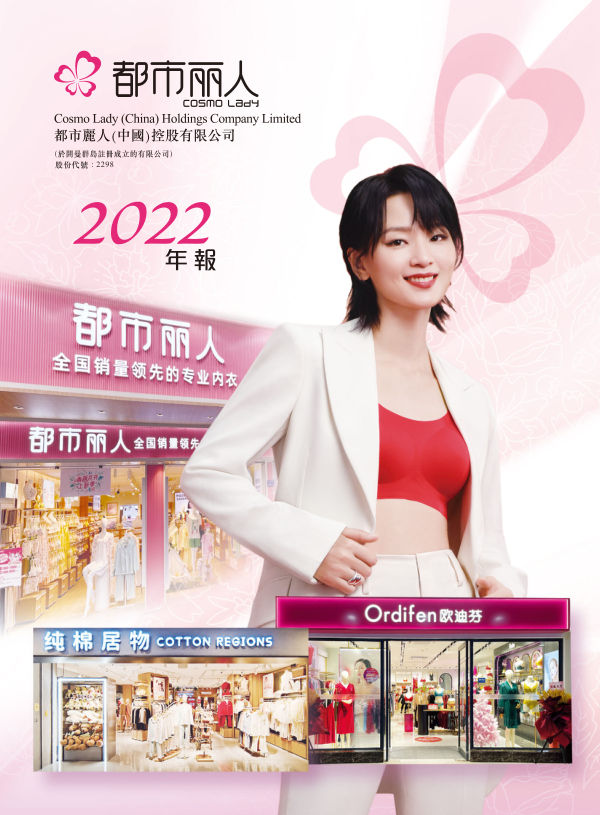 都市丽人
COSMO LADY
Cosmo Lady (China) Holdings Company Limited
都市麗人(中國)控股有限公司
(於開曼群島註冊成立的有限公司)
股份代號：2298
2022
年報
都市丽人
全国销量领先的专业内衣
都市丽人 全国销量领先
Ordifen 欧迪芬
纯棉居物 COTTON REGIONS